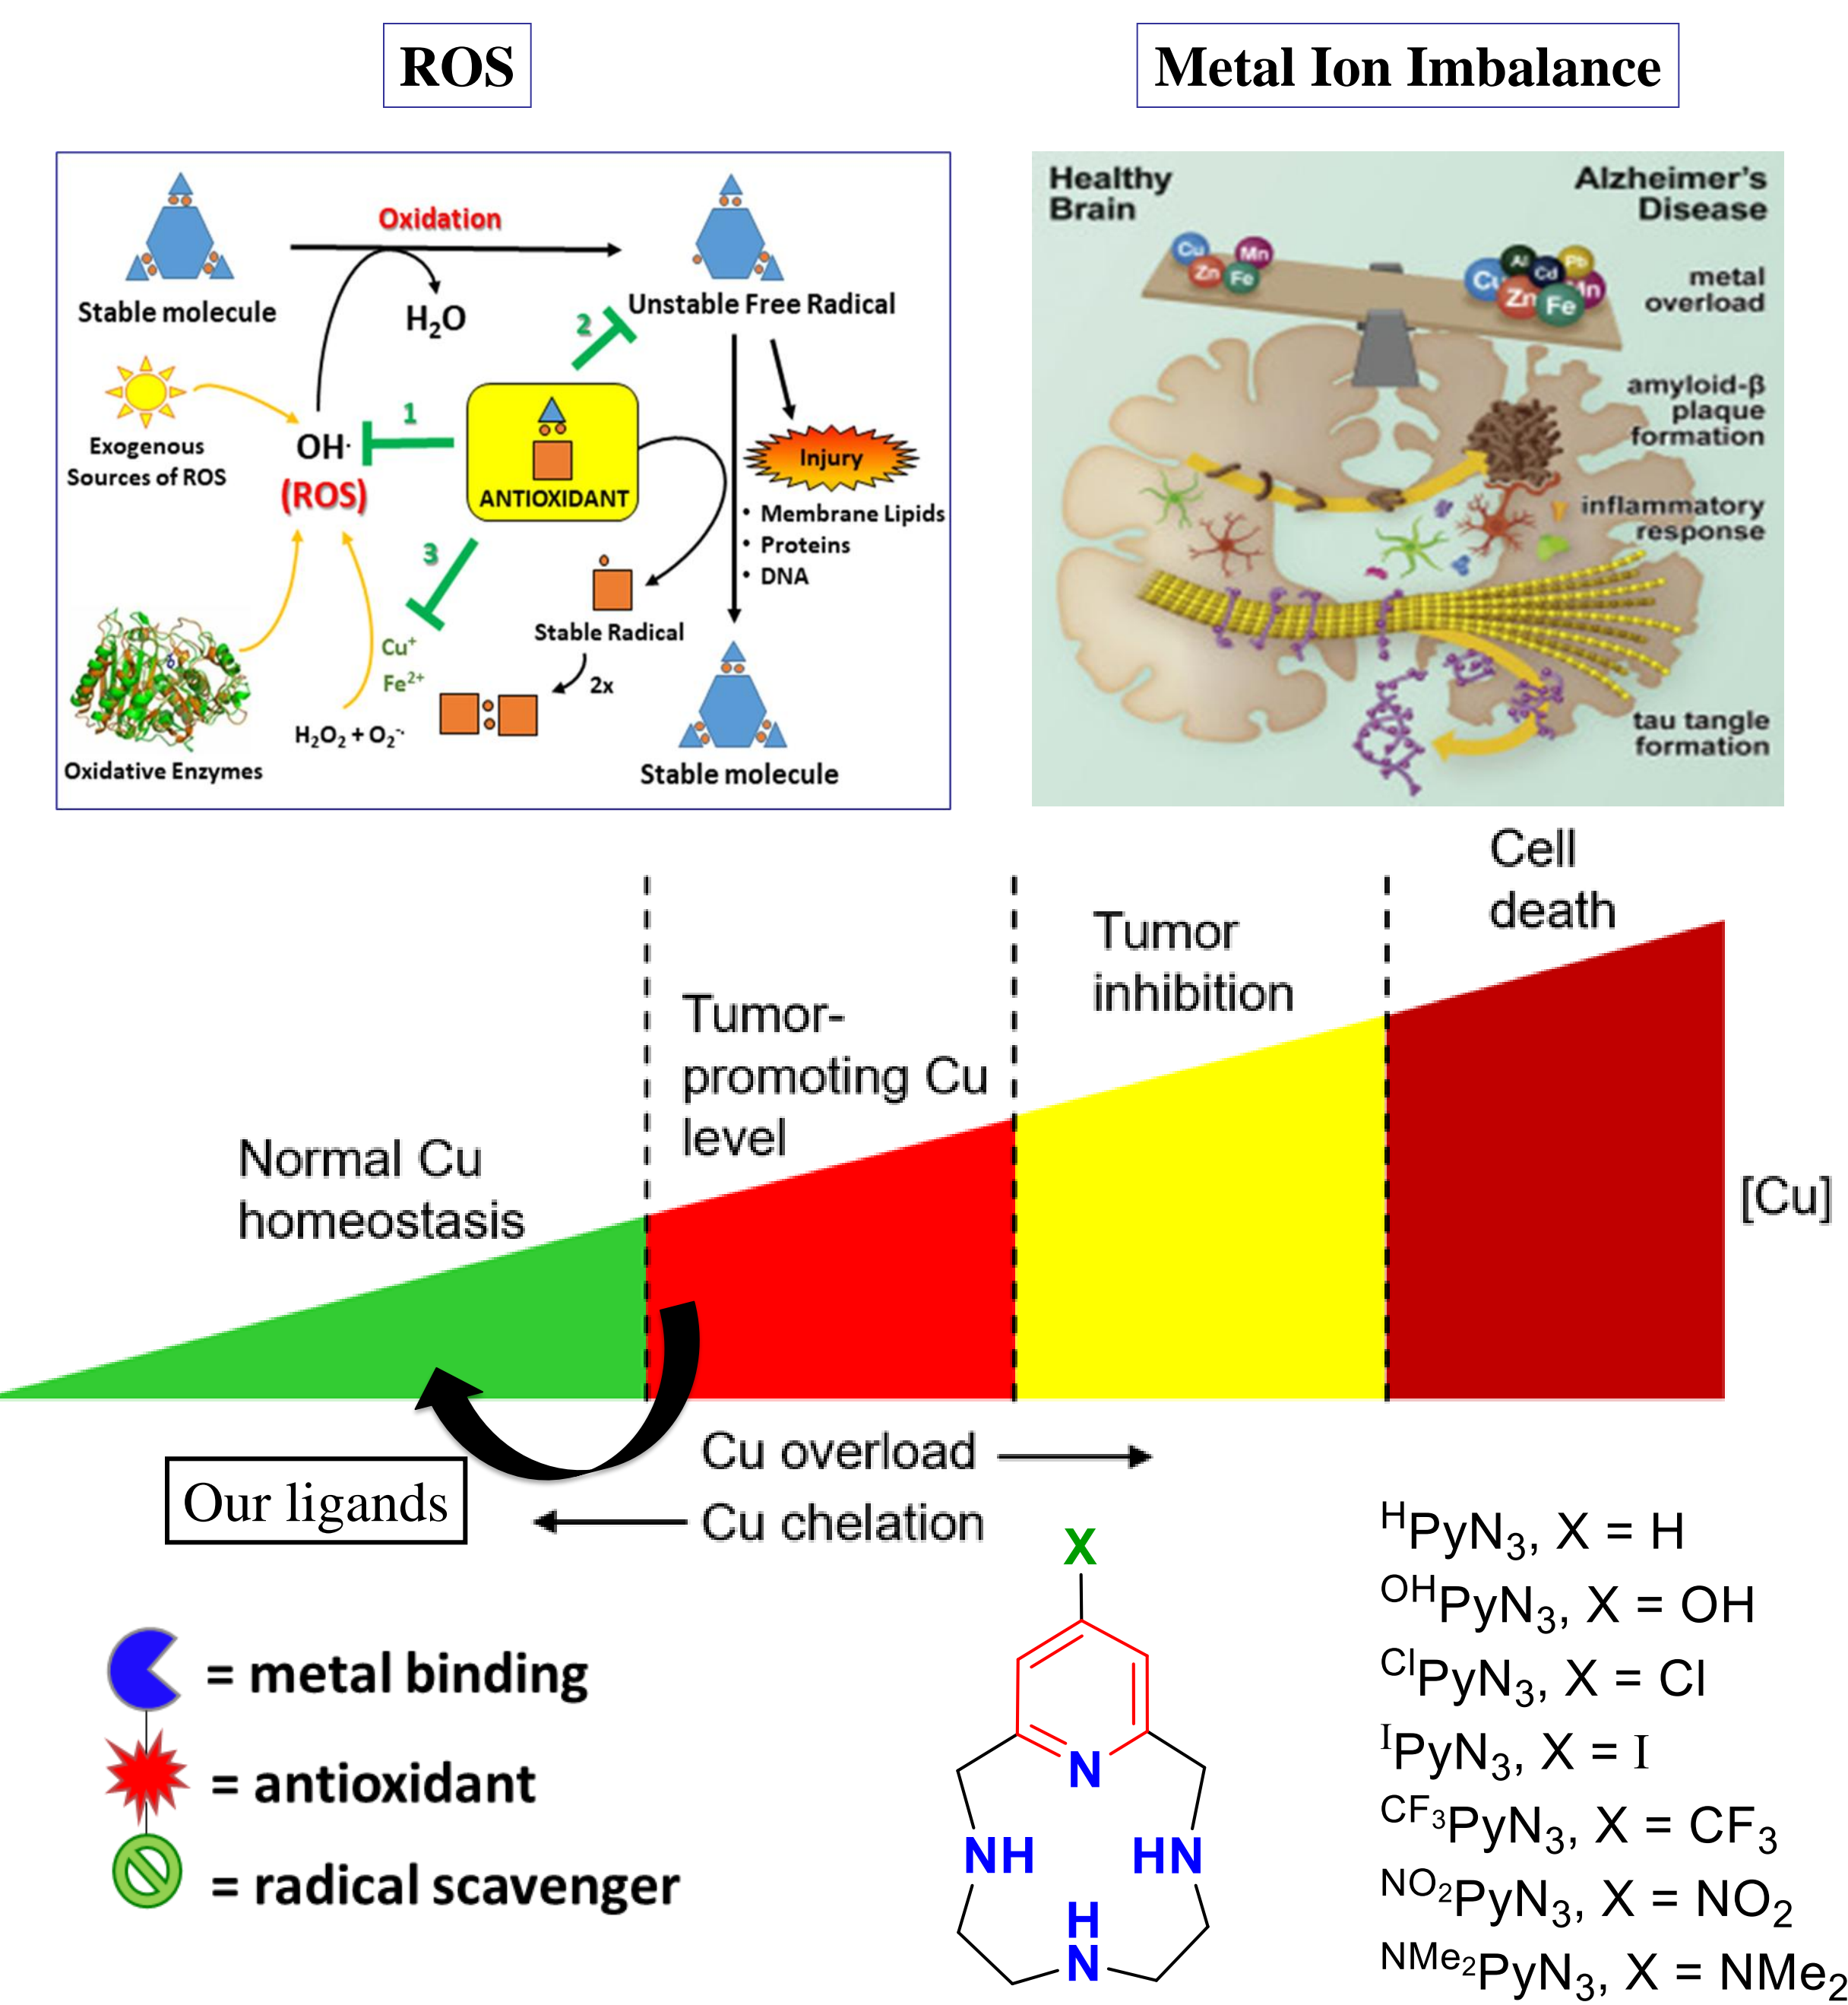 ROS
Metal Ion Imbalance
Oxidation
Stable molecule
H₂O
Unstable Free Radical
2
Exogenous
Sources of ROS
OH·
(ROS)
1
ANTIOXIDANT
Injury
• Membrane Lipids
• Proteins
• DNA
3
Cu⁺
Fe²⁺
H₂O₂ + O₂⁻·
Oxidative Enzymes
Stable Radical
2x
Stable molecule
Healthy
Brain
Alzheimer's
Disease
Cu
Mn
Zn
Fe
Al
Pb
Cu
Cd
Mn
Zn
Fe
metal
overload
amyloid-β
plaque
formation
inflammatory
response
tau tangle
formation
Cell
death
Tumor
inhibition
Tumor-
promoting Cu
level
Normal Cu
homeostasis
[Cu]
Cu overload
Cu chelation
Our ligands
= metal binding
= antioxidant
= radical scavenger
X
N
NH
HN
H
N
ᴴPyN₃, X = H
ᴼᴴPyN₃, X = OH
ᶜˡPyN₃, X = Cl
ᴵPyN₃, X = I
CF₃PyN₃, X = CF₃
NO₂PyN₃, X = NO₂
NMe₂PyN₃, X = NMe₂